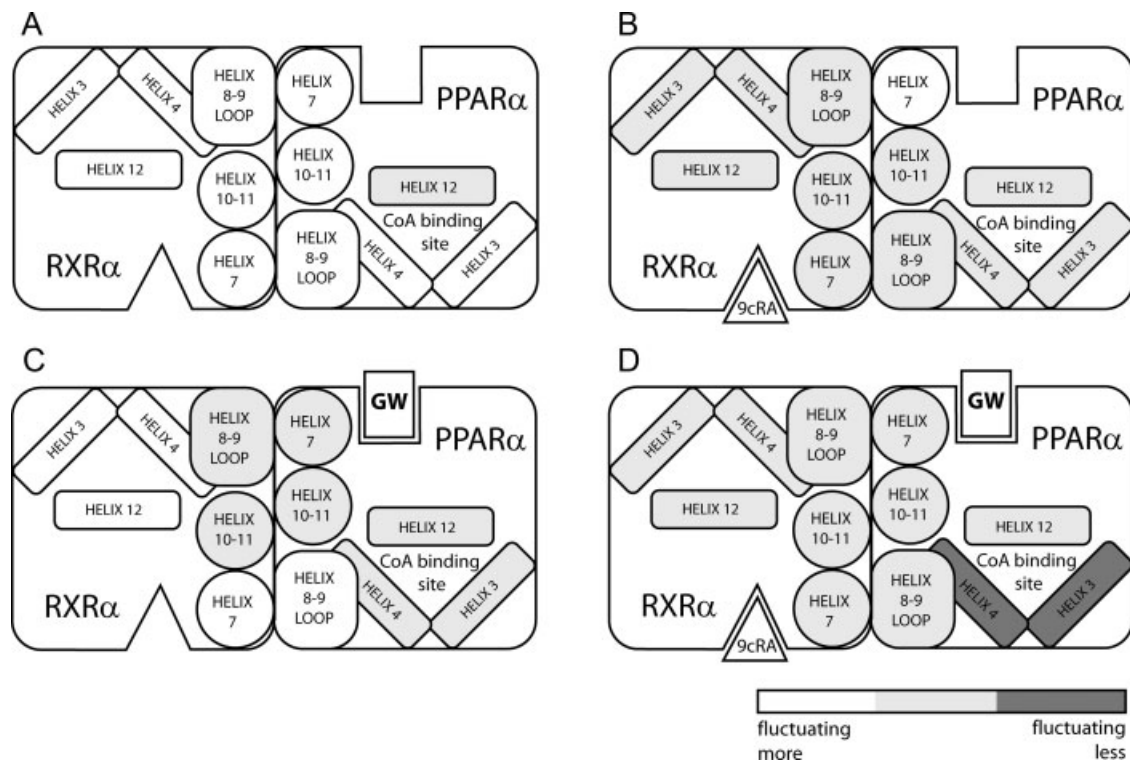 A
HELIX 3
HELIX 4
HELIX
8-9
LOOP
HELIX
7
PPARα
HELIX 12
HELIX
10-11
HELIX
10-11
HELIX 12
CoA binding
site
RXRα
HELIX
7
HELIX
8-9
LOOP
HELIX 4
HELIX 3
B
HELIX 3
HELIX 4
HELIX
8-9
LOOP
HELIX
7
PPARα
HELIX 12
HELIX
10-11
HELIX
10-11
HELIX 12
CoA binding
site
RXRα
9cRA
HELIX
7
HELIX
8-9
LOOP
HELIX 4
HELIX 3
C
HELIX 3
HELIX 4
HELIX
8-9
LOOP
HELIX
7
GW
PPARα
HELIX 12
HELIX
10-11
HELIX
10-11
HELIX 12
CoA binding
site
RXRα
HELIX
7
HELIX
8-9
LOOP
HELIX 4
HELIX 3
D
HELIX 3
HELIX 4
HELIX
8-9
LOOP
HELIX
7
GW
PPARα
HELIX 12
HELIX
10-11
HELIX
10-11
HELIX 12
CoA binding
site
RXRα
9cRA
HELIX
7
HELIX
8-9
LOOP
HELIX 4
HELIX 3
fluctuating
more
fluctuating
less